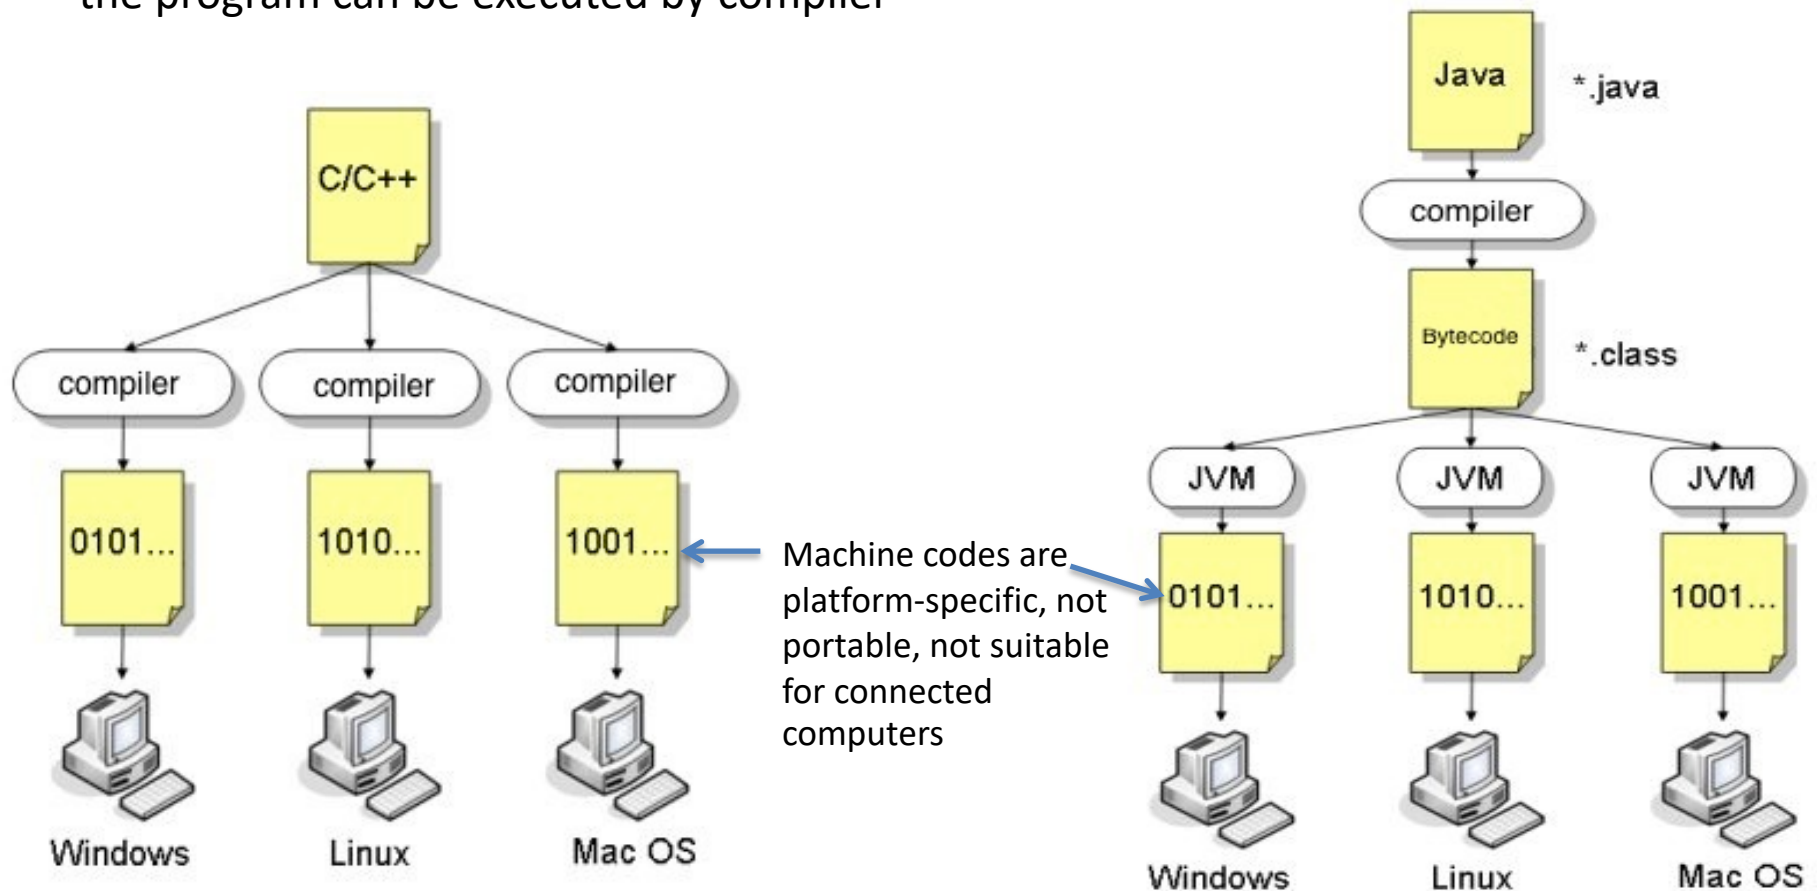 the program can be executed by compiler
C/C++
compiler
compiler
compiler
0101...
1010...
1001...
Windows
Linux
Mac OS
Machine codes are
platform-specific, not
portable, not suitable
for connected
computers
Java
*.java
compiler
Bytecode
*.class
JVM
JVM
JVM
0101...
1010...
1001...
Windows
Linux
Mac OS